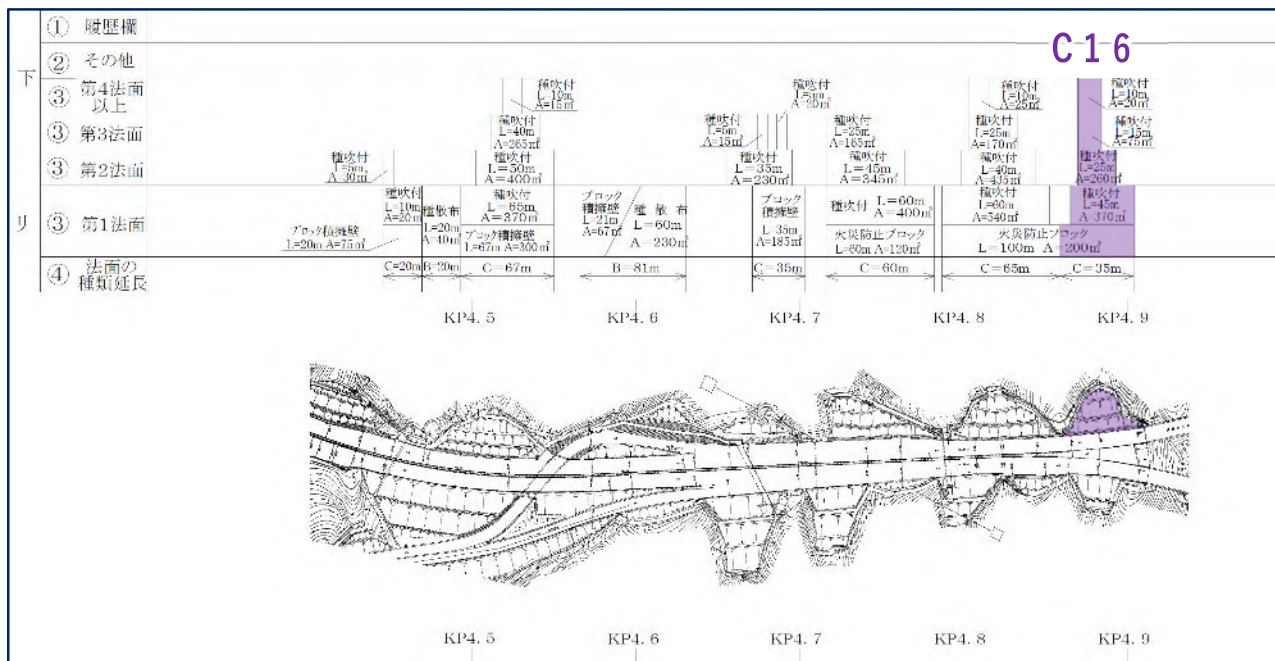 C16
下
リ
① 履歴欄
② その他
③ 第4法面
以上
種吹付
L=10m
A=15㎡
種吹付
L=5m
A=20㎡
種吹付
L=10m
A=25㎡
種吹付
L=10m
A=20㎡
③ 第3法面
種吹付
L=40m
A=265㎡
種吹付
L=5m
A=15㎡
種吹付
L=25m
A=165㎡
種吹付
L=25m
A=170㎡
種吹付
L=15m
A=75㎡
③ 第2法面
種吹付
L=5m
A=30㎡
種吹付
L=50m
A=400㎡
種吹付
L=35m
A=230㎡
種吹付
L=45m
A=345㎡
種吹付
L=40m
A=435㎡
種吹付
L=25m
A=260㎡
③ 第1法面
種吹付
L=10m
A=20㎡
ブロック積擁壁
L=20m A=75㎡
種散布
L=20m
A=40㎡
種吹付
L=65m
A=370㎡
ブロック積擁壁
L=67m A=300㎡
ブロック
積擁壁
L=21m
A=67㎡
種散布
L=60m
A=230㎡
ブロック
積擁壁
L=35m
A=185㎡
種吹付 L=60m
A=400㎡
火災防止ブロック
L=60m A=120㎡
種吹付
L=60m
A=540㎡
種吹付
L=45m
A=370㎡
火災防止ブロック
L=100m A=200㎡
④ 法面の
種類延長
C=20m B=20m C=67m B=81m C=35m C=60m C=65m C=35m
KP4.5 KP4.6 KP4.7 KP4.8 KP4.9
KP4.5 KP4.6 KP4.7 KP4.8 KP4.9